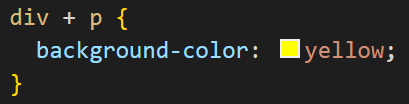 div + p {
  background-color: yellow;
}